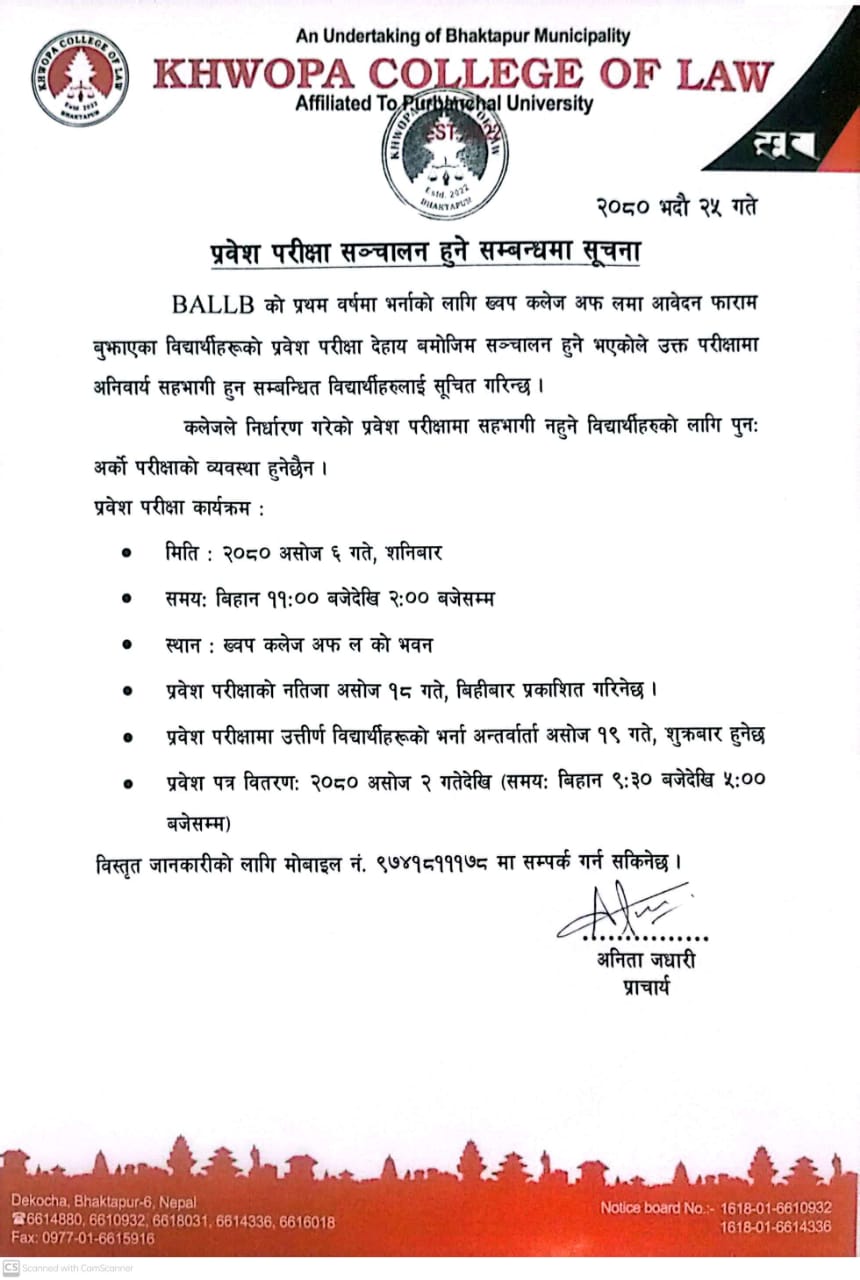 An Undertaking of Bhaktapur Municipality
KHWOPA COLLEGE OF LAW
Affiliated To Purbanchal University
KHWOPA COLLEGE OF LAW
Estd. 2022
BHAKTAPUR
ख्वप
२०८० भदौ २५ गते
प्रवेश परीक्षा सञ्चालन हुने सम्बन्धमा सूचना
BALLB को प्रथम वर्षमा भर्नाको लागि ख्वप कलेज अफ लमा आवेदन फाराम
बुझाएका विद्यार्थीहरूको प्रवेश परीक्षा देहाय बमोजिम सञ्चालन हुने भएकोले उक्त परीक्षामा
अनिवार्य सहभागी हुन सम्बन्धित विद्यार्थीहरुलाई सूचित गरिन्छ ।
कलेजले निर्धारण गरेको प्रवेश परीक्षामा सहभागी नहुने विद्यार्थीहरुको लागि पुनः
अर्को परीक्षाको व्यवस्था हुनेछैन ।
प्रवेश परीक्षा कार्यक्रम :
• मिति : २०८० असोज ६ गते, शनिबार
• समय: बिहान ११:०० बजेदेखि २:०० बजेसम्म
• स्थान : ख्वप कलेज अफ ल को भवन
• प्रवेश परीक्षाको नतिजा असोज १८ गते, बिहीबार प्रकाशित गरिनेछ ।
• प्रवेश परीक्षामा उत्तीर्ण विद्यार्थीहरूको भर्ना अन्तर्वार्ता असोज १९ गते, शुक्रबार हुनेछ
• प्रवेश पत्र वितरण: २०८० असोज २ गतेदेखि (समय: बिहान ९:३० बजेदेखि ५:००
बजेसम्म)
विस्तृत जानकारीको लागि मोबाइल नं. ९७४१८१११७८ मा सम्पर्क गर्न सकिनेछ ।
अनिता जधारी
प्राचार्य
Dekocha, Bhaktapur-6, Nepal
☎6614880, 6610932, 6618031, 6614336, 6616018
Fax: 0977-01-6615916
Notice board No.:- 1618-01-6610932
1618-01-6614336
CS Scanned with CamScanner